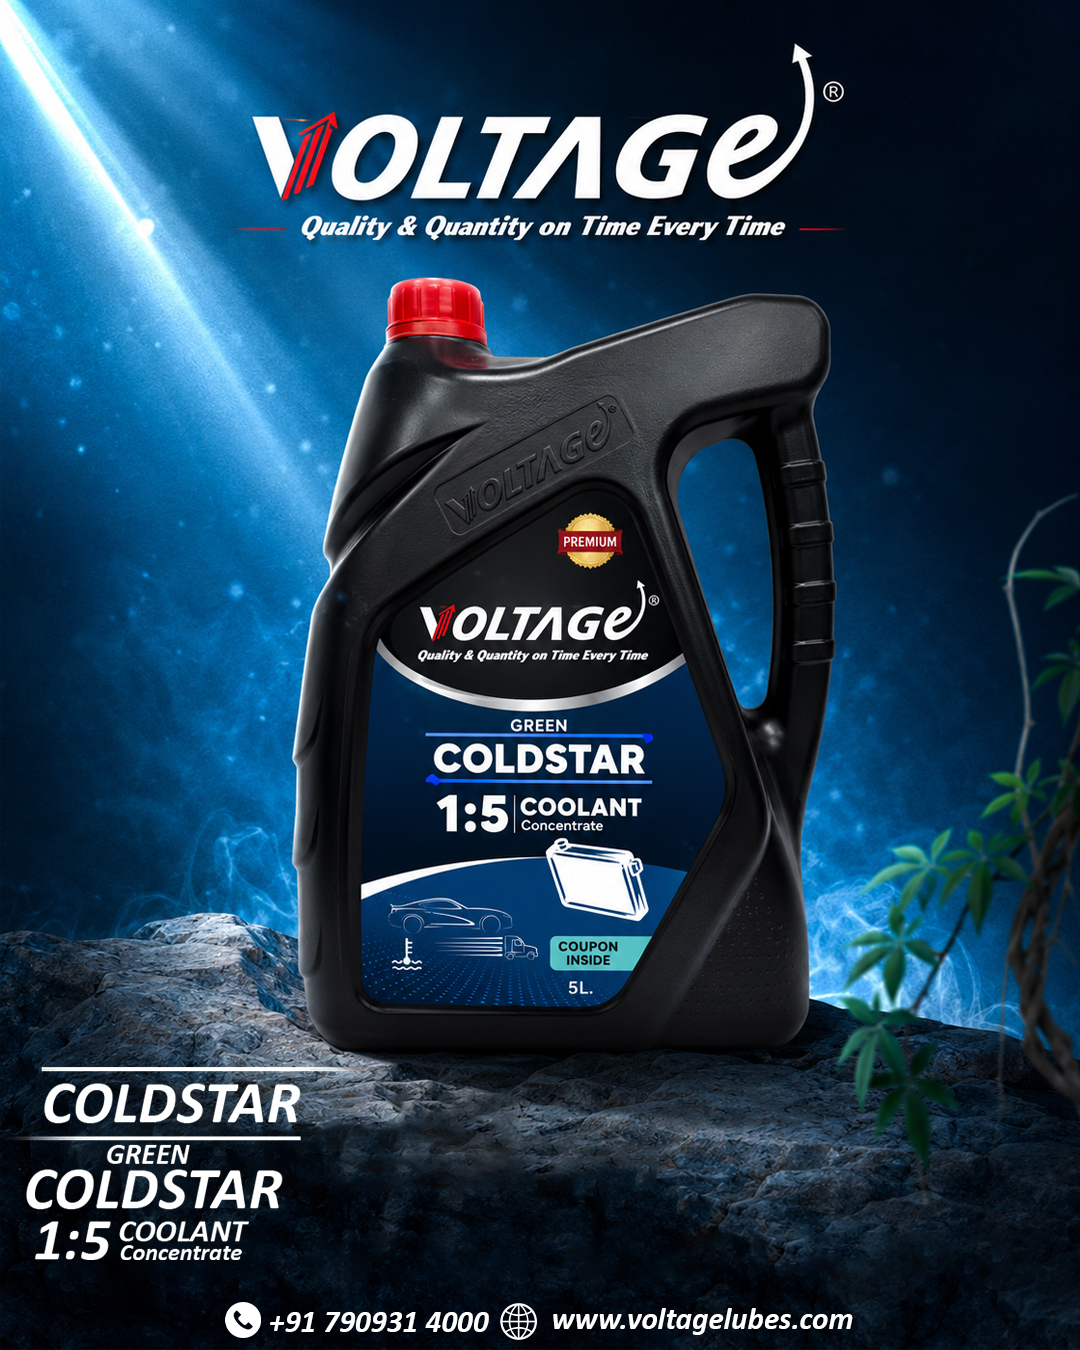 VOLTAGE®
Quality & Quantity on Time Every Time
VOLTAGE®
PREMIUM
VOLTAGE®
Quality & Quantity on Time Every Time
GREEN
COLDSTAR
1:5 COOLANT
Concentrate
COUPON
INSIDE
5L.
COLDSTAR
GREEN
COLDSTAR
1:5 COOLANT
Concentrate
+91 790931 4000 www.voltagelubes.com